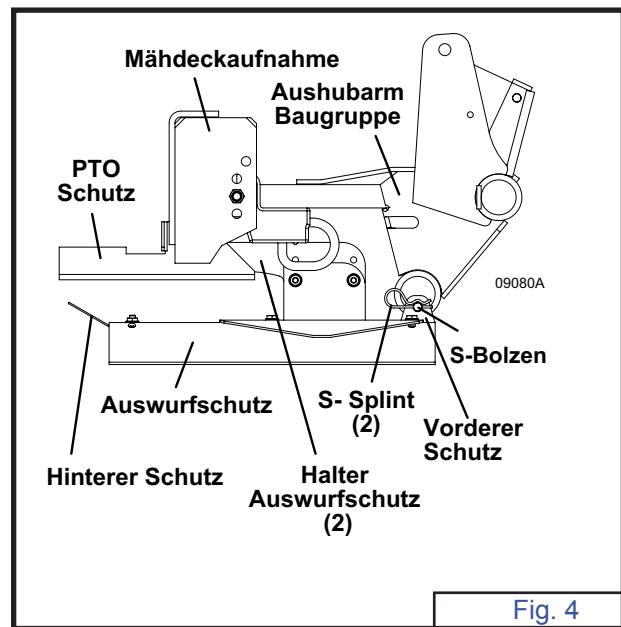 Mähdeckaufnahme
Aushubarm
Baugruppe
PTO
Schutz
09080A
S-Bolzen
Auswurfschutz
S- Splint
(2)
Vorderer
Schutz
Hinterer Schutz
Halter
Auswurfschutz
(2)
Fig. 4